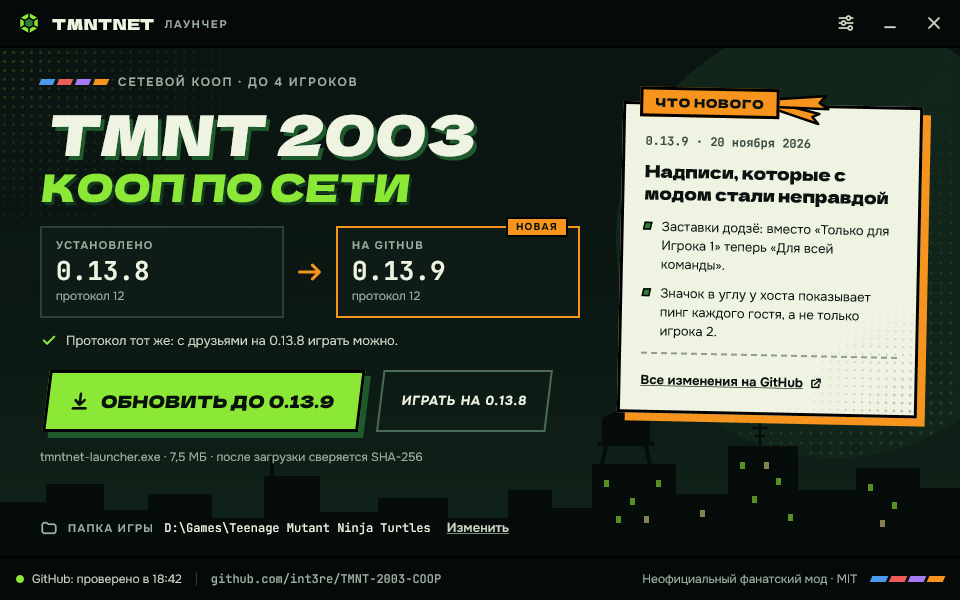 TMNTNET ЛАУНЧЕР
СЕТЕВОЙ КООП · ДО 4 ИГРОКОВ
TMNT 2003
КООП ПО СЕТИ
УСТАНОВЛЕНО
0.13.8
протокол 12
НОВАЯ
НА GITHUB
0.13.9
протокол 12
Протокол тот же: с друзьями на 0.13.8 играть можно.
ОБНОВИТЬ ДО 0.13.9
ИГРАТЬ НА 0.13.8
tmntnet-launcher.exe · 7,5 МБ · после загрузки сверяется SHA-256
ПАПКА ИГРЫ D:\Games\Teenage Mutant Ninja Turtles Изменить
ЧТО НОВОГО
0.13.9 · 20 ноября 2026
Надписи, которые с
модом стали неправдой
Заставки додзё: вместо «Только для
Игрока 1» теперь «Для всей
команды».
Значок в углу у хоста показывает
пинг каждого гостя, а не только
игрока 2.
Все изменения на GitHub
GitHub: проверено в 18:42
github.com/int3re/TMNT-2003-COOP
Неофициальный фанатский мод · MIT